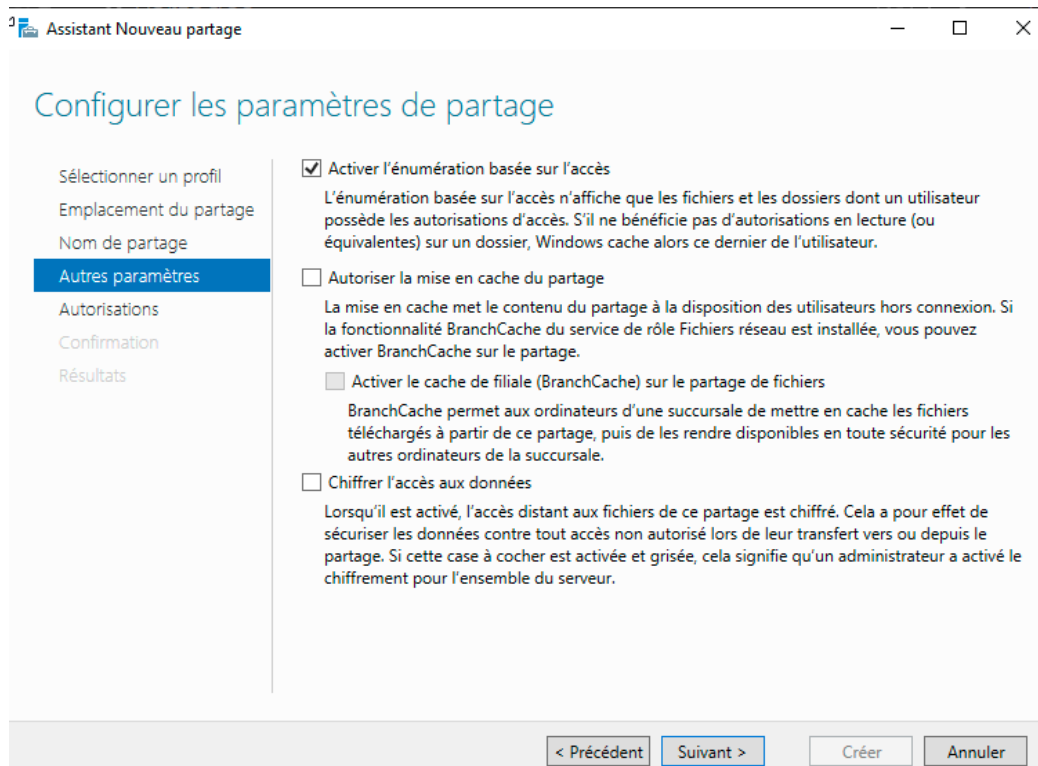 Assistant Nouveau partage
Configurer les paramètres de partage
Sélectionner un profil
Emplacement du partage
Nom de partage
Autres paramètres
Autorisations
Confirmation
Résultats
Activer l'énumération basée sur l'accès
L'énumération basée sur l'accès n'affiche que les fichiers et les dossiers dont un utilisateur
possède les autorisations d'accès. S'il ne bénéficie pas d'autorisations en lecture (ou
équivalentes) sur un dossier, Windows cache alors ce dernier de l'utilisateur.
Autoriser la mise en cache du partage
La mise en cache met le contenu du partage à la disposition des utilisateurs hors connexion. Si
la fonctionnalité BranchCache du service de rôle Fichiers réseau est installée, vous pouvez
activer BranchCache sur le partage.
Activer le cache de filiale (BranchCache) sur le partage de fichiers
BranchCache permet aux ordinateurs d'une succursale de mettre en cache les fichiers
téléchargés à partir de ce partage, puis de les rendre disponibles en toute sécurité pour les
autres ordinateurs de la succursale.
Chiffrer l'accès aux données
Lorsqu'il est activé, l'accès distant aux fichiers de ce partage est chiffré. Cela a pour effet de
sécuriser les données contre tout accès non autorisé lors de leur transfert vers ou depuis le
partage. Si cette case à cocher est activée et grisée, cela signifie qu'un administrateur a activé le
chiffrement pour l'ensemble du serveur.
< Précédent
Suivant >
Créer
Annuler